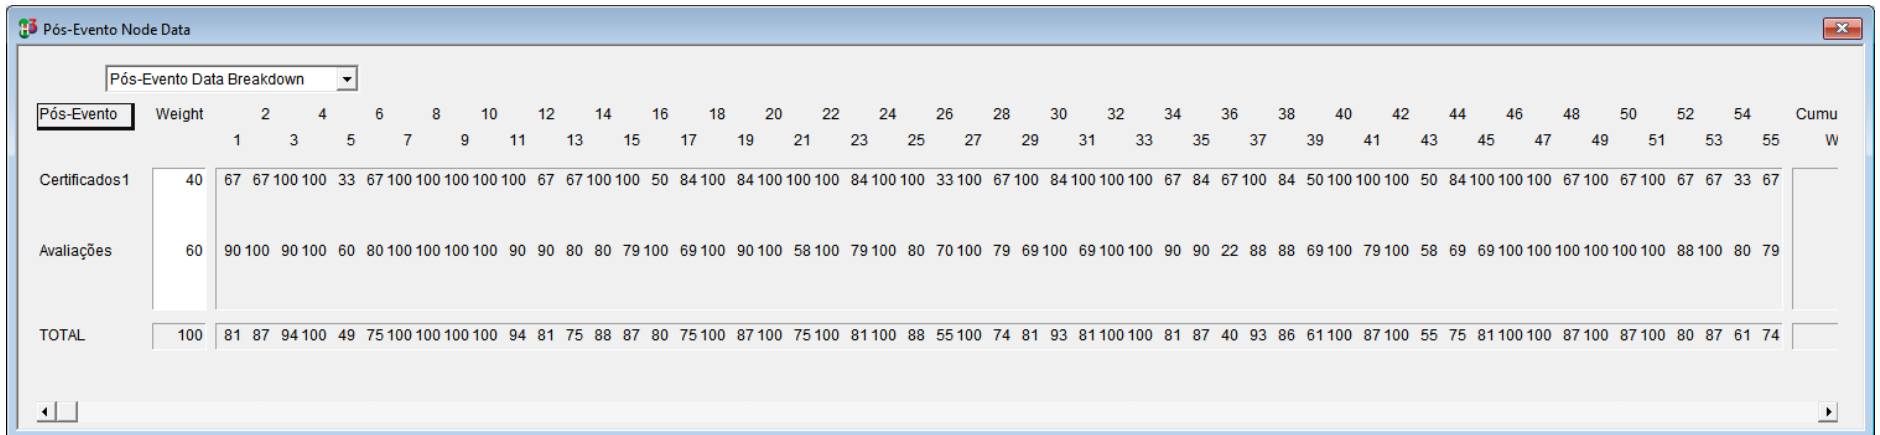 Pós-Evento Node Data
Pós-Evento Data Breakdown
Pós-Evento Weight 2 4 6 8 10 12 14 16 18 20 22 24 26 28 30 32 34 36 38 40 42 44 46 48 50 52 54 Cumu
1 3 5 7 9 11 13 15 17 19 21 23 25 27 29 31 33 35 37 39 41 43 45 47 49 51 53 55 W
Certificados1 40 67 67 100 100 33 67 100 100 100 100 100 67 67 100 100 50 84 100 84 100 100 100 84 100 100 33 100 67 100 84 100 100 100 67 84 67 100 84 50 100 100 100 50 84 100 100 100 67 100 67 100 67 67 33 67
Avaliações 60 90 100 90 100 60 80 100 100 100 100 90 90 80 80 79 100 69 100 90 100 58 100 79 100 80 70 100 79 69 100 69 100 100 90 90 22 88 88 69 100 79 100 58 69 69 100 100 100 100 100 100 88 100 80 79
TOTAL 100 81 87 94 100 49 75 100 100 100 100 94 81 75 88 87 80 75 100 87 100 75 100 81 100 88 55 100 74 81 93 81 100 100 81 87 40 93 86 61 100 87 100 55 75 81 100 100 87 100 87 100 80 87 61 74